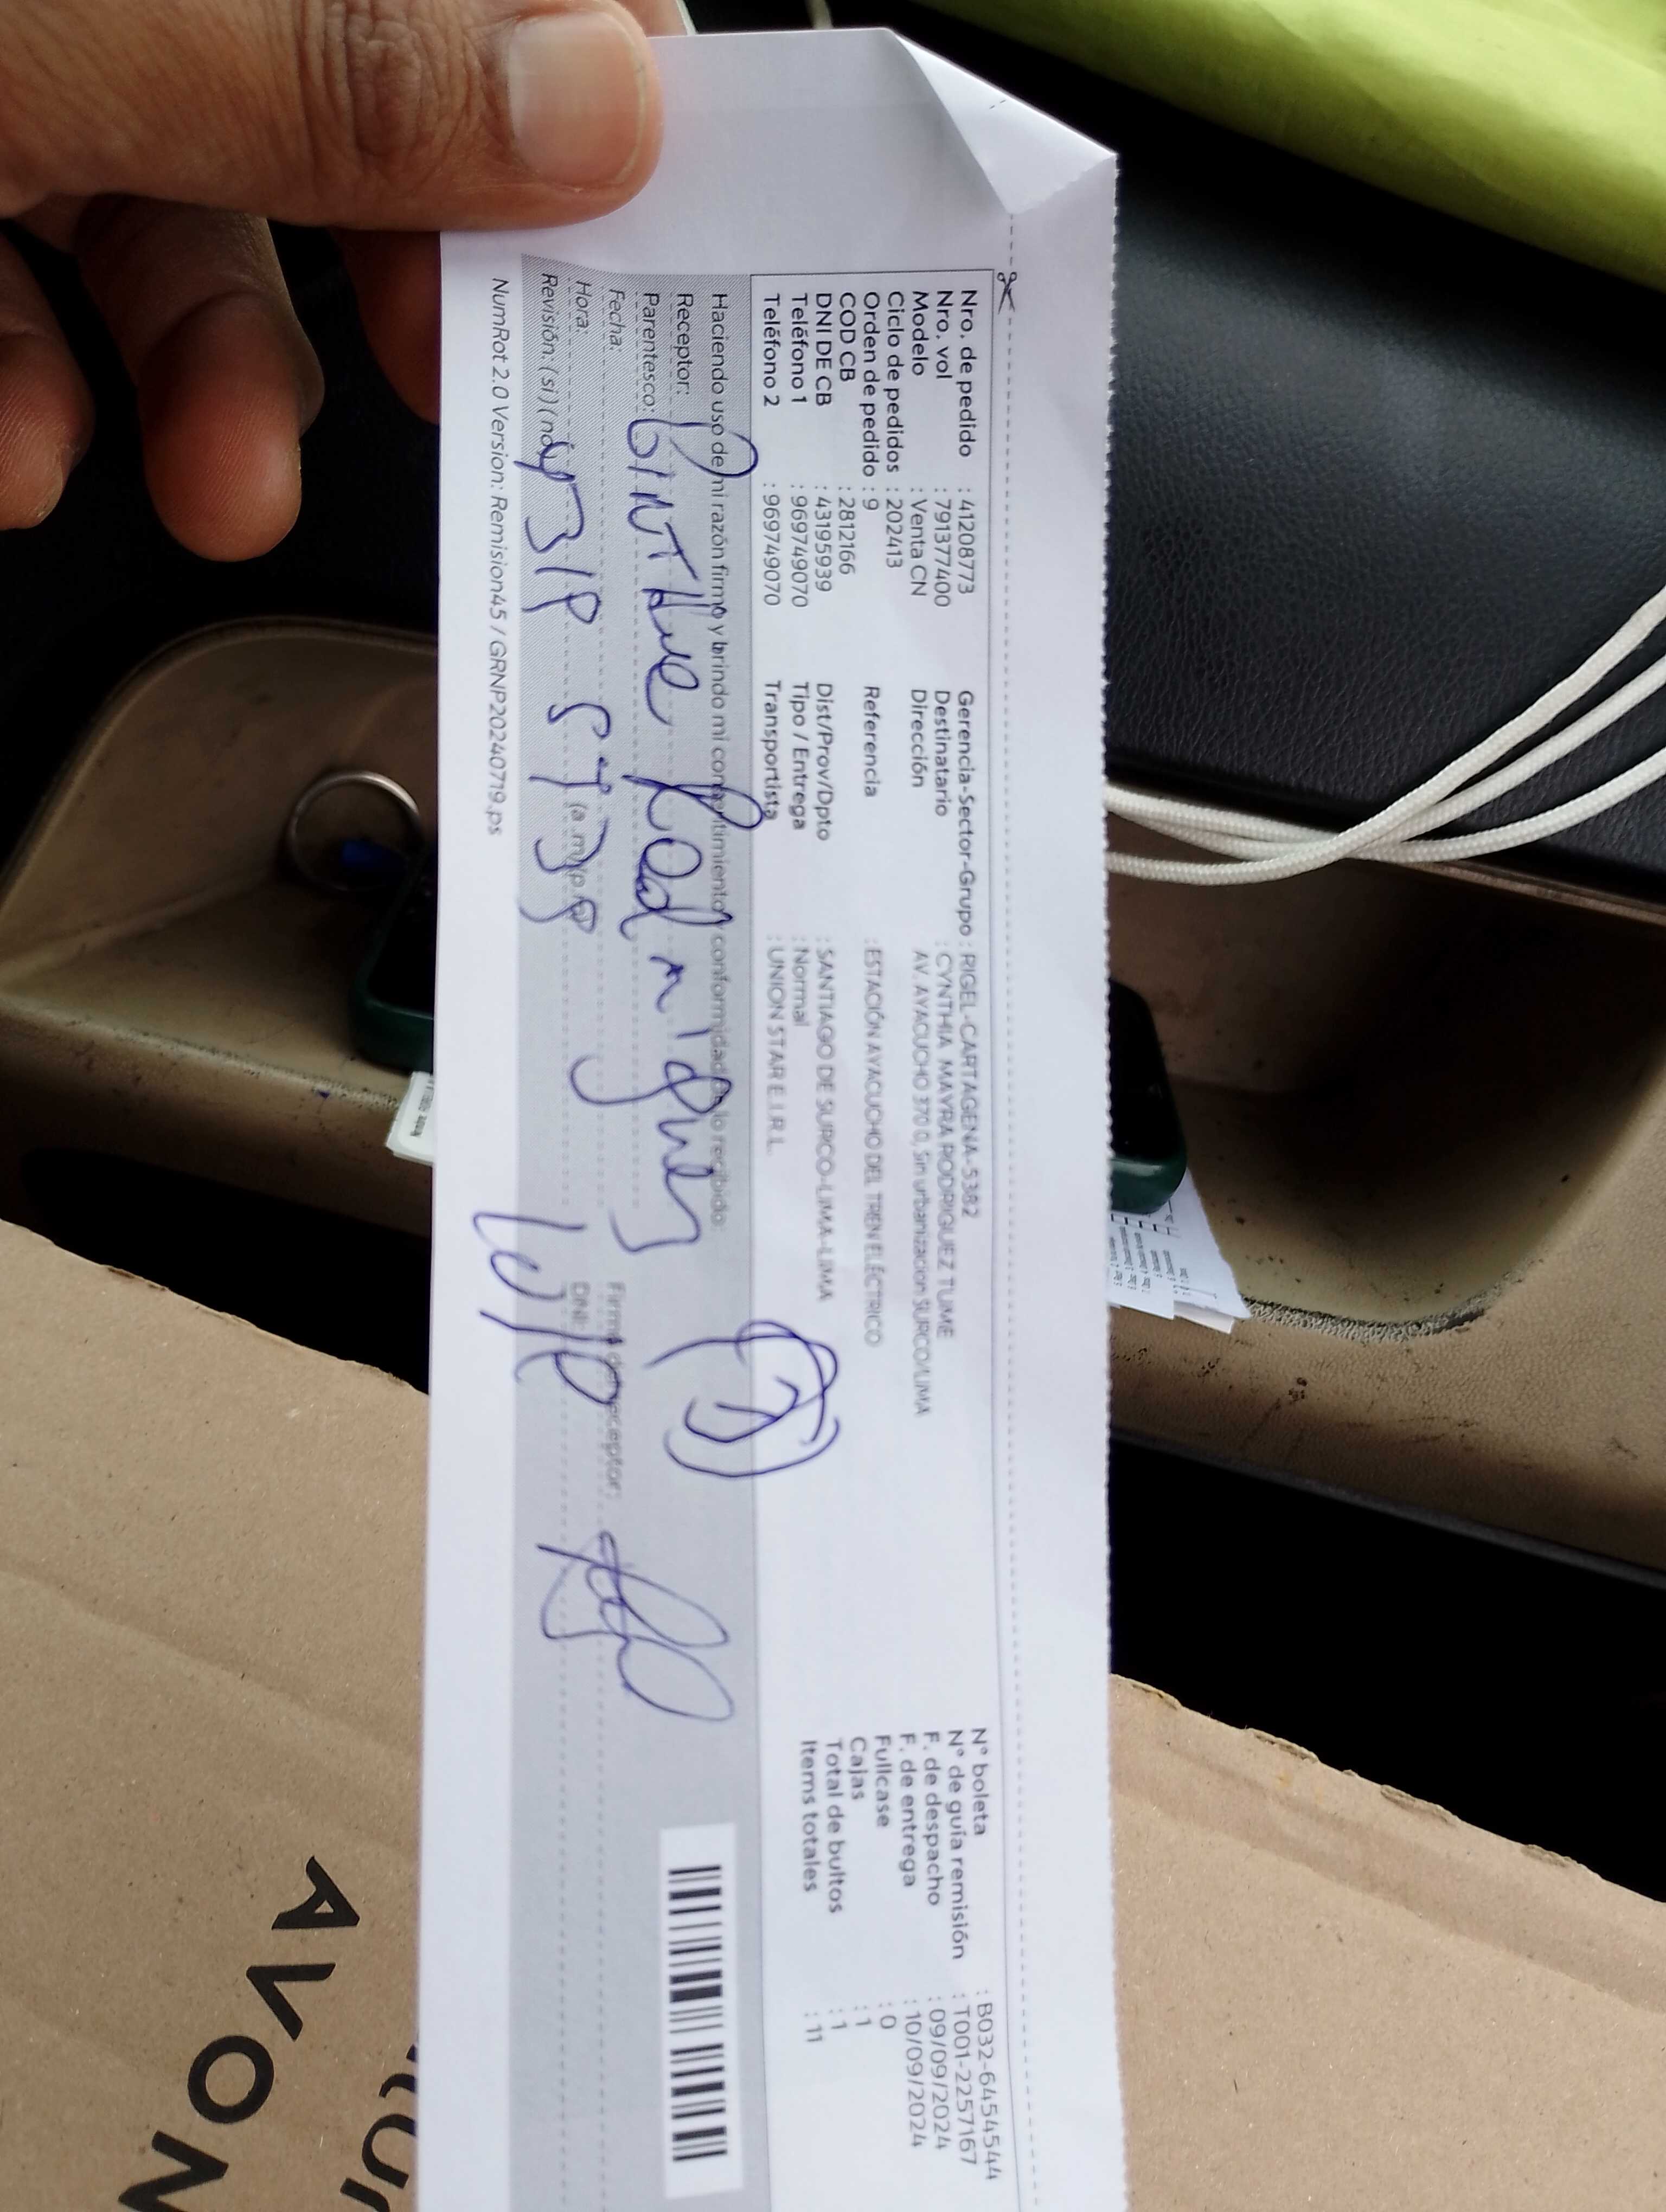 Nro. de pedido : 41208773
Nro. vol : 791377400
Modelo : Venta CN
Ciclo de pedidos : 202413
Orden de pedido : 9
COD CB : 2812166
DNI DE CB : 43195939
Teléfono 1 : 969749070
Teléfono 2 : 969749070
Gerencia-Sector-Grupo : RIGEL-CARTAGENA-5382
Destinatario : CYNTHIA MAYRA RODRIGUEZ TUME
Dirección AV. AYACUCHO 370 0, Sin urbanizacion SURCO/LIMA
Referencia : ESTACIÓN AYACUCHO DEL TREN ELÉCTRICO
Dist/Prov/Dpto : SANTIAGO DE SURCO-LIMA-LIMA
Tipo / Entrega : Normal
Transportista : UNION STAR E.I.R.L.
N° boleta : B032-6454544
N° de guía remisión : T001-2257167
F. de despacho : 09/09/2024
F. de entrega : 10/09/2024
Fullcase : 0
Cajas : 1
Total de bultos : 1
Items totales : 11
Haciendo uso de mi razón firmo y brindo mi consentimiento y conformidad de lo recibido:
Receptor:
Parentesco:
Fecha:
Hora: (a.m)(p.m)
Revisión: (si) (no)
Firma del receptor:
DNI:
NumRot 2.0 Version: Remision45 / GRNP20240719.ps
AVON